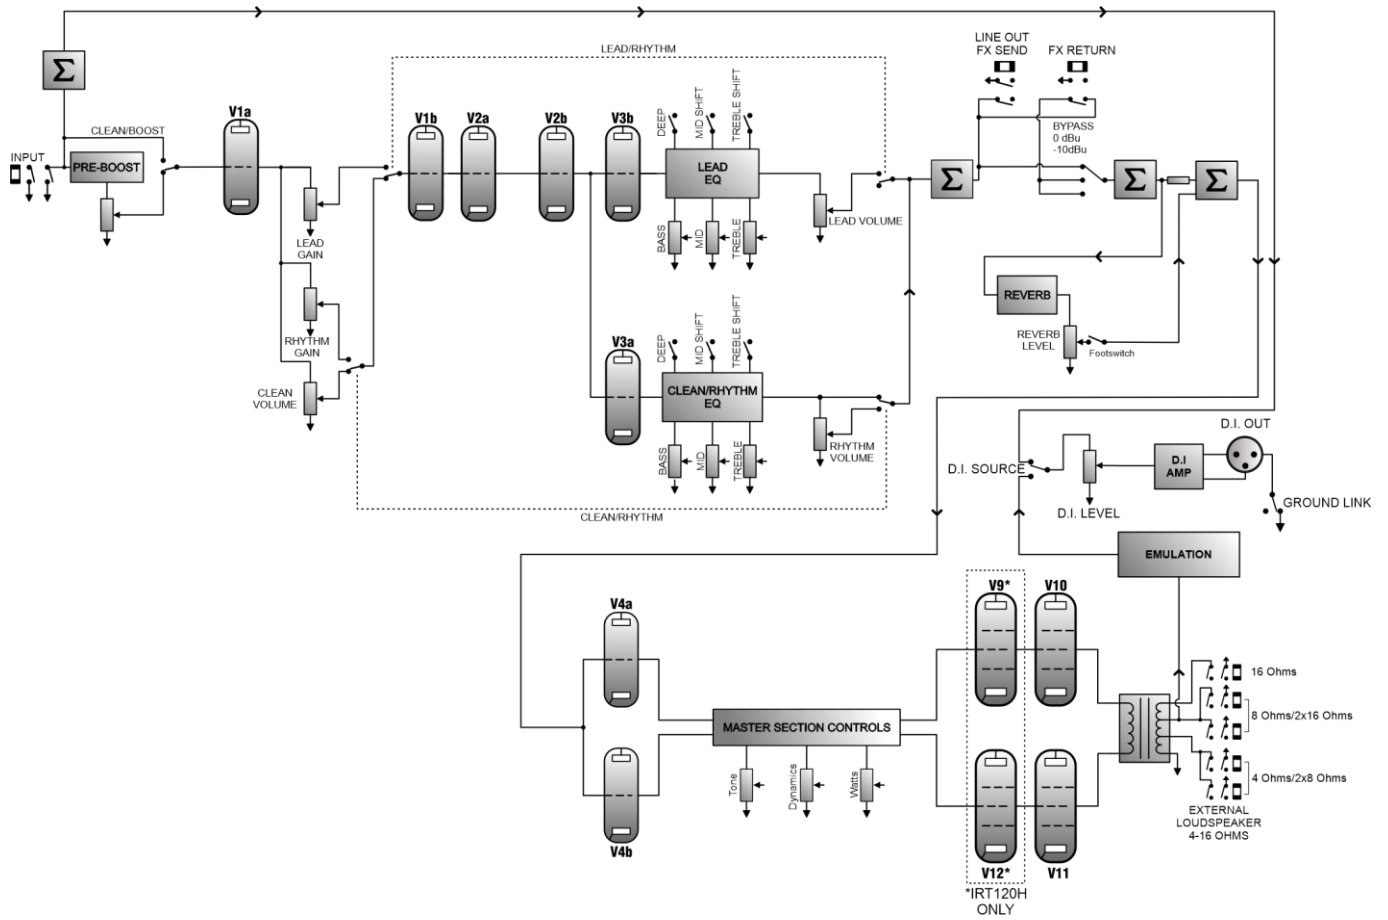 LINE OUT
FX SEND
FX RETURN
LEAD/RHYTHM
Σ
V1a
CLEAN/BOOST
INPUT
PRE-BOOST
LEAD
GAIN
RHYTHM
GAIN
CLEAN
VOLUME
V1b
V2a
V2b
V3b
DEEP
MID SHIFT
TREBLE SHIFT
LEAD
EQ
BASS
MID
TREBLE
LEAD VOLUME
Σ
BYPASS
0 dBu
-10dBu
Σ
Σ
REVERB
REVERB
LEVEL
Footswitch
V3a
DEEP
MID SHIFT
TREBLE SHIFT
CLEAN/RHYTHM
EQ
BASS
MID
TREBLE
RHYTHM
VOLUME
CLEAN/RHYTHM
D.I. OUT
D.I. SOURCE
D.I
AMP
D.I. LEVEL
GROUND LINK
EMULATION
V4a
V4b
MASTER SECTION CONTROLS
Tone
Dynamics
Watts
V9*
V10
V12*
V11
*IRT120H
ONLY
16 Ohms
8 Ohms/2x16 Ohms
4 Ohms/2x8 Ohms
EXTERNAL
LOUDSPEAKER
4-16 OHMS